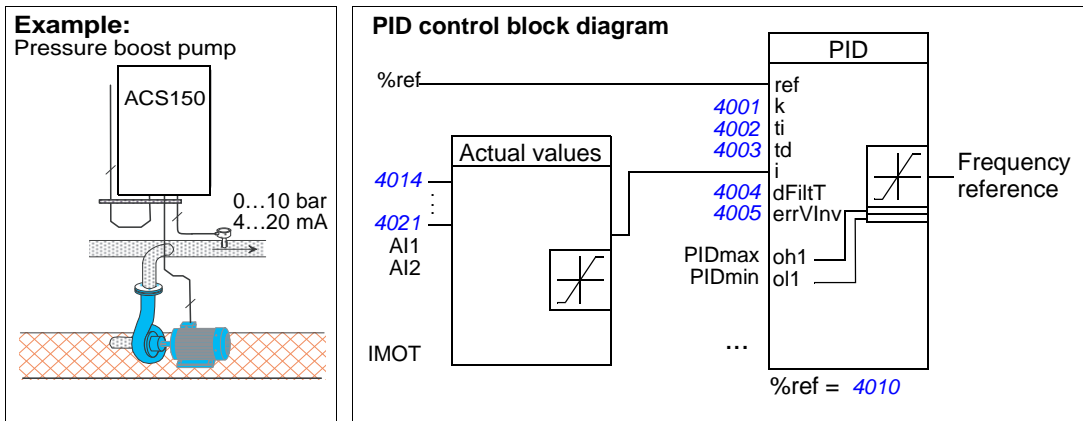 Example:
Pressure boost pump
ACS150
0…10 bar
4…20 mA
PID control block diagram
%ref
Actual values
4014
4021
AI1
AI2
IMOT
PID
ref
4001 k
4002 ti
4003 td
i
4004 dFiltT
4005 errVInv
PIDmax oh1
PIDmin ol1
...
%ref = 4010
Frequency
reference